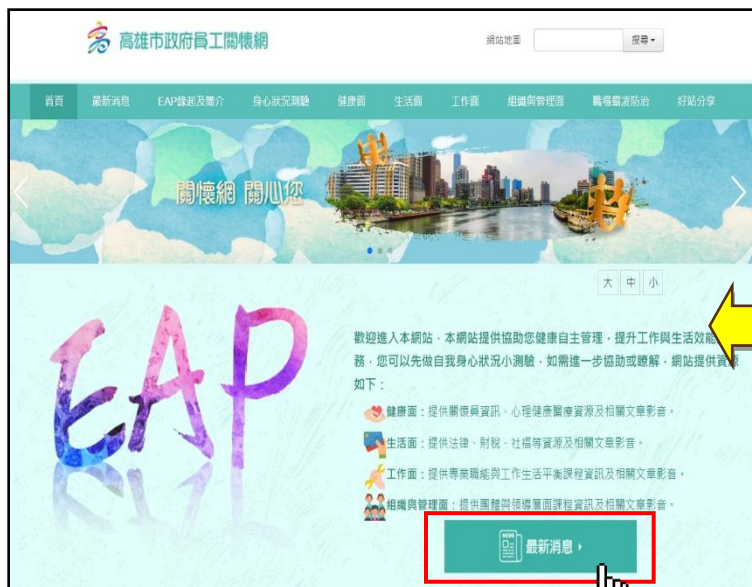 高雄市政府員工關懷網
網站地圖
搜尋
首頁 最新消息 EAP緣起及簡介 身心狀況測驗 健康面 生活面 工作面 組織與管理面 職場霸凌防治 好站分享
關懷網 關心您
大 中 小
EAP
歡迎進入本網站，本網站提供協助您健康自主管理，提升工作與生活效能
務，您可以先做自我身心狀況小測驗，如需進一步協助或瞭解，網站提供資源
如下：
健康面：提供關懷員資訊、心理健康醫療資源及相關文章影音。
生活面：提供法律、財稅、社福等資源及相關文章影音。
工作面：提供專業職能與工作生活平衡課程資訊及相關文章影音。
組織與管理面：提供團體與領導層面課程資訊及相關文章影音。
NEWS
最新消息